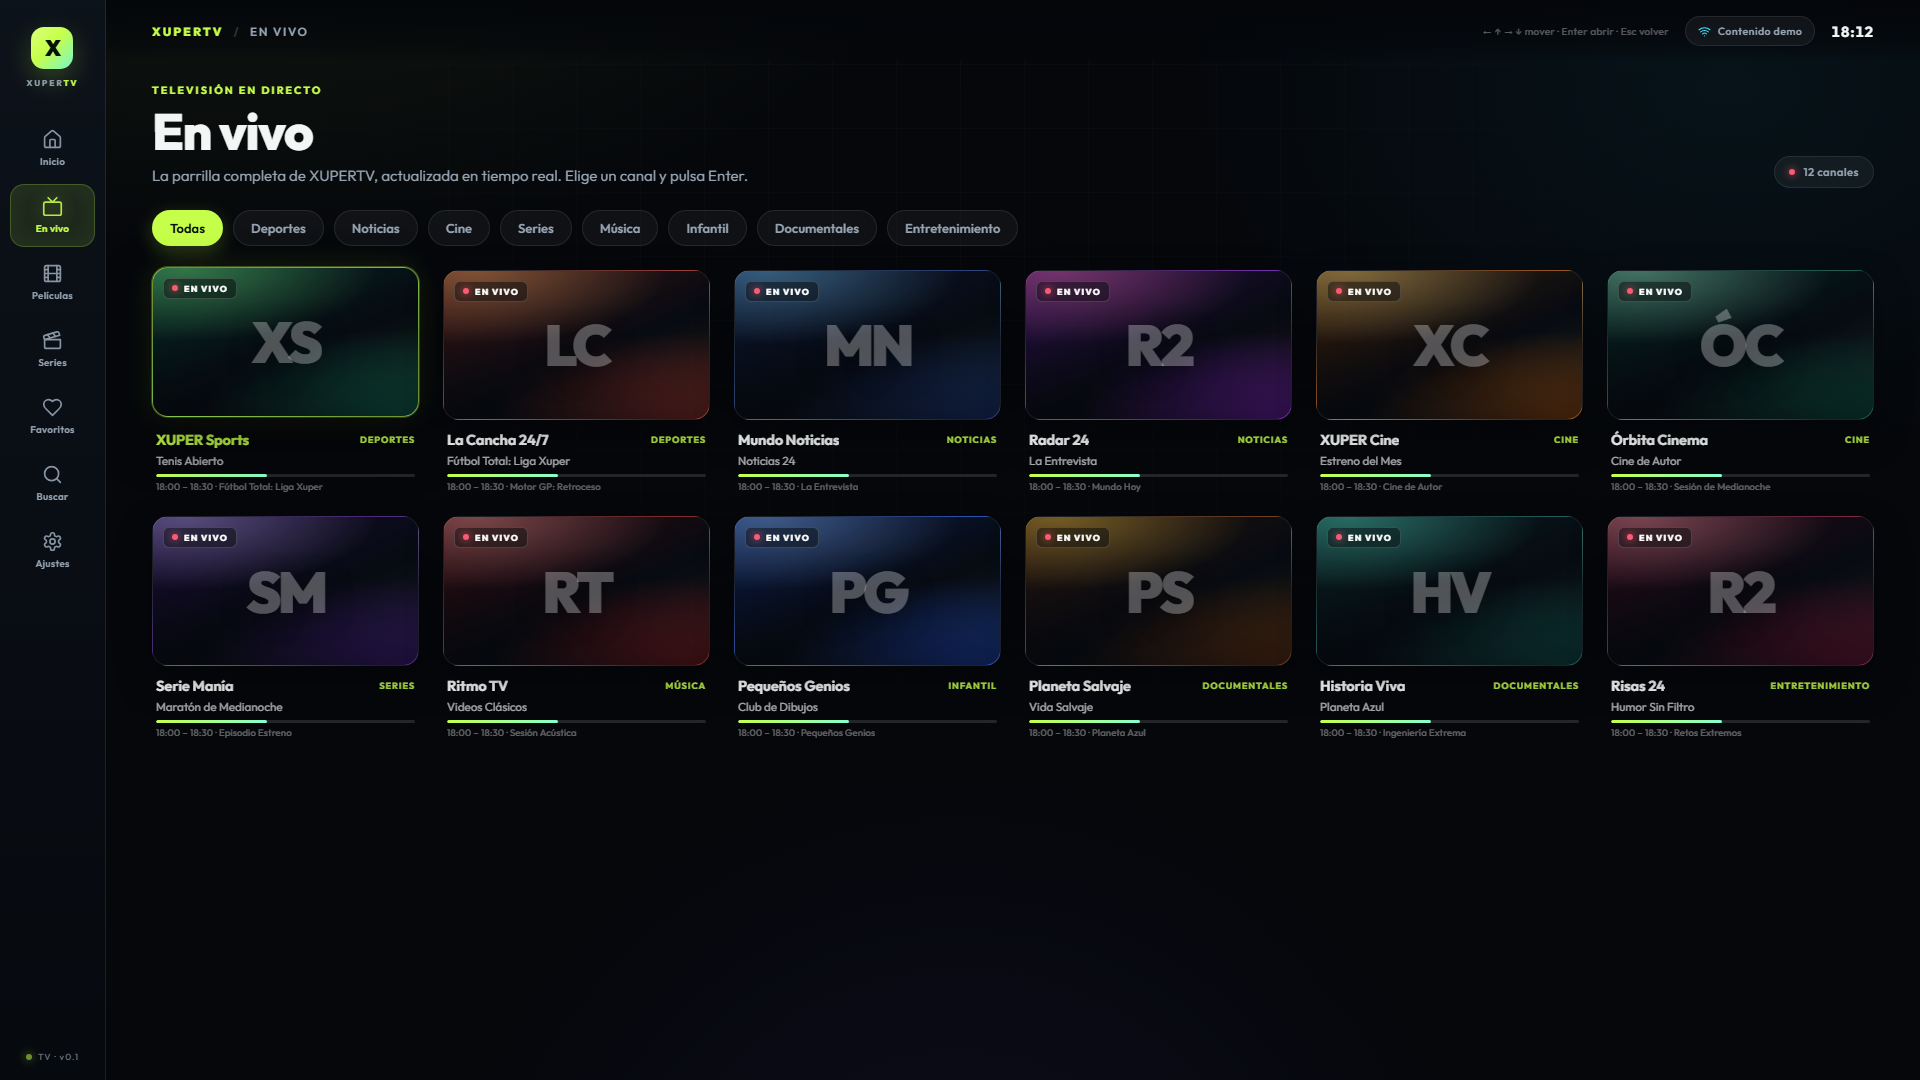 X
XUPERTV
Inicio
En vivo
Películas
Series
Favoritos
Buscar
Ajustes
TV · v0.1
XUPERTV / EN VIVO
← ↑ → ↓ mover · Enter abrir · Esc volver
Contenido demo
18:12
TELEVISIÓN EN DIRECTO
En vivo
La parrilla completa de XUPERTV, actualizada en tiempo real. Elige un canal y pulsa Enter.
12 canales
Todas Deportes Noticias Cine Series Música Infantil Documentales Entretenimiento
EN VIVO
XS
XUPER Sports DEPORTES
Tenis Abierto
18:00 – 18:30 · Fútbol Total: Liga Xuper
EN VIVO
LC
La Cancha 24/7 DEPORTES
Fútbol Total: Liga Xuper
18:00 – 18:30 · Motor GP: Retroceso
EN VIVO
MN
Mundo Noticias NOTICIAS
Noticias 24
18:00 – 18:30 · La Entrevista
EN VIVO
R2
Radar 24 NOTICIAS
La Entrevista
18:00 – 18:30 · Mundo Hoy
EN VIVO
XC
XUPER Cine CINE
Estreno del Mes
18:00 – 18:30 · Cine de Autor
EN VIVO
ÓC
Órbita Cinema CINE
Cine de Autor
18:00 – 18:30 · Sesión de Medianoche
EN VIVO
SM
Serie Manía SERIES
Maratón de Medianoche
18:00 – 18:30 · Episodio Estreno
EN VIVO
RT
Ritmo TV MÚSICA
Videos Clásicos
18:00 – 18:30 · Sesión Acústica
EN VIVO
PG
Pequeños Genios INFANTIL
Club de Dibujos
18:00 – 18:30 · Pequeños Genios
EN VIVO
PS
Planeta Salvaje DOCUMENTALES
Vida Salvaje
18:00 – 18:30 · Planeta Azul
EN VIVO
HV
Historia Viva DOCUMENTALES
Planeta Azul
18:00 – 18:30 · Ingeniería Extrema
EN VIVO
R2
Risas 24 ENTRETENIMIENTO
Humor Sin Filtro
18:00 – 18:30 · Retos Extremos